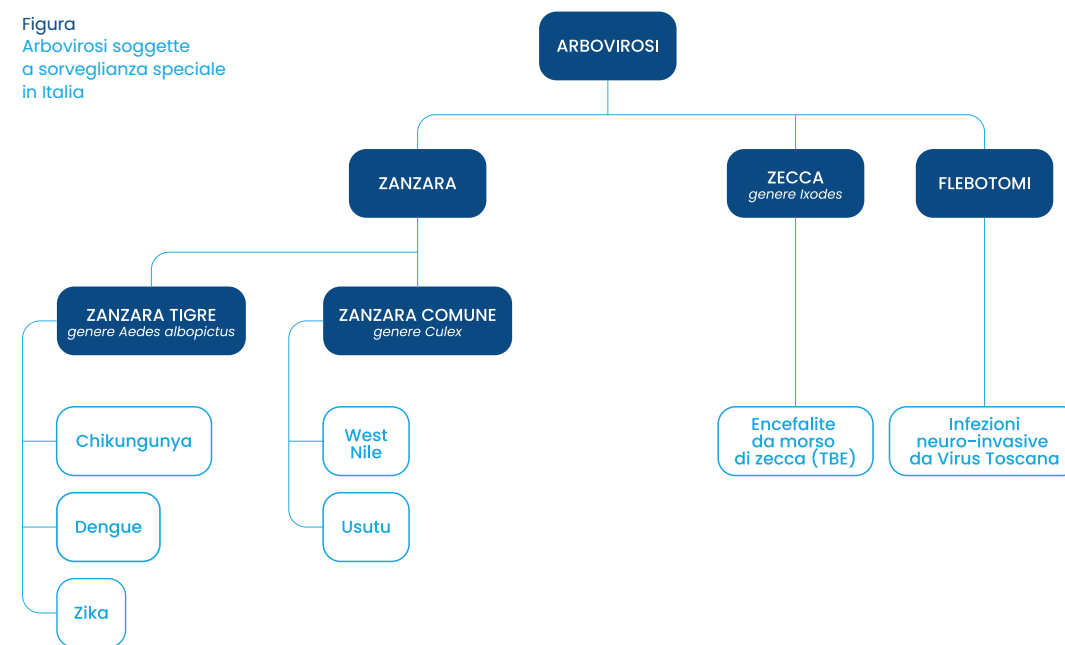 Figura
Arbovirosi soggette
a sorveglianza speciale
in Italia
ARBOVIROSI
ZANZARA
ZECCA
genere Ixodes
FLEBOTOMI
ZANZARA TIGRE
genere Aedes albopictus
ZANZARA COMUNE
genere Culex
Chikungunya
West
Nile
Encefalite
da morso
di zecca (TBE)
Infezioni
neuro-invasive
da Virus Toscana
Dengue
Usutu
Zika